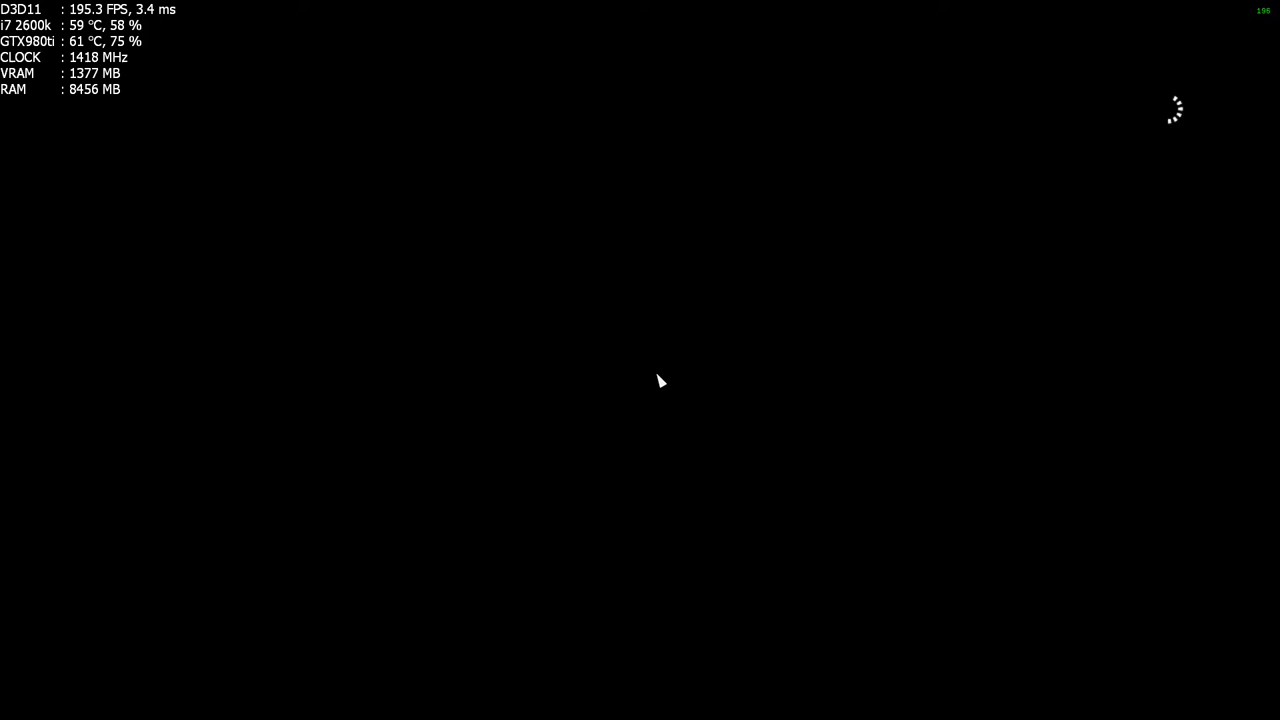 D3D11 : 195.3 FPS, 3.4 ms
195
i7 2600k : 59 °C, 58 %
GTX980ti : 61 °C, 75 %
CLOCK : 1418 MHz
VRAM : 1377 MB
RAM : 8456 MB